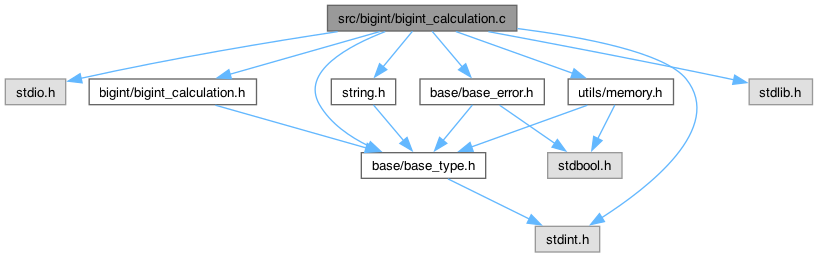 src/bigint/bigint_calculation.c
stdio.h
bigint/bigint_calculation.h
string.h
base/base_error.h
utils/memory.h
stdlib.h
base/base_type.h
stdbool.h
stdint.h